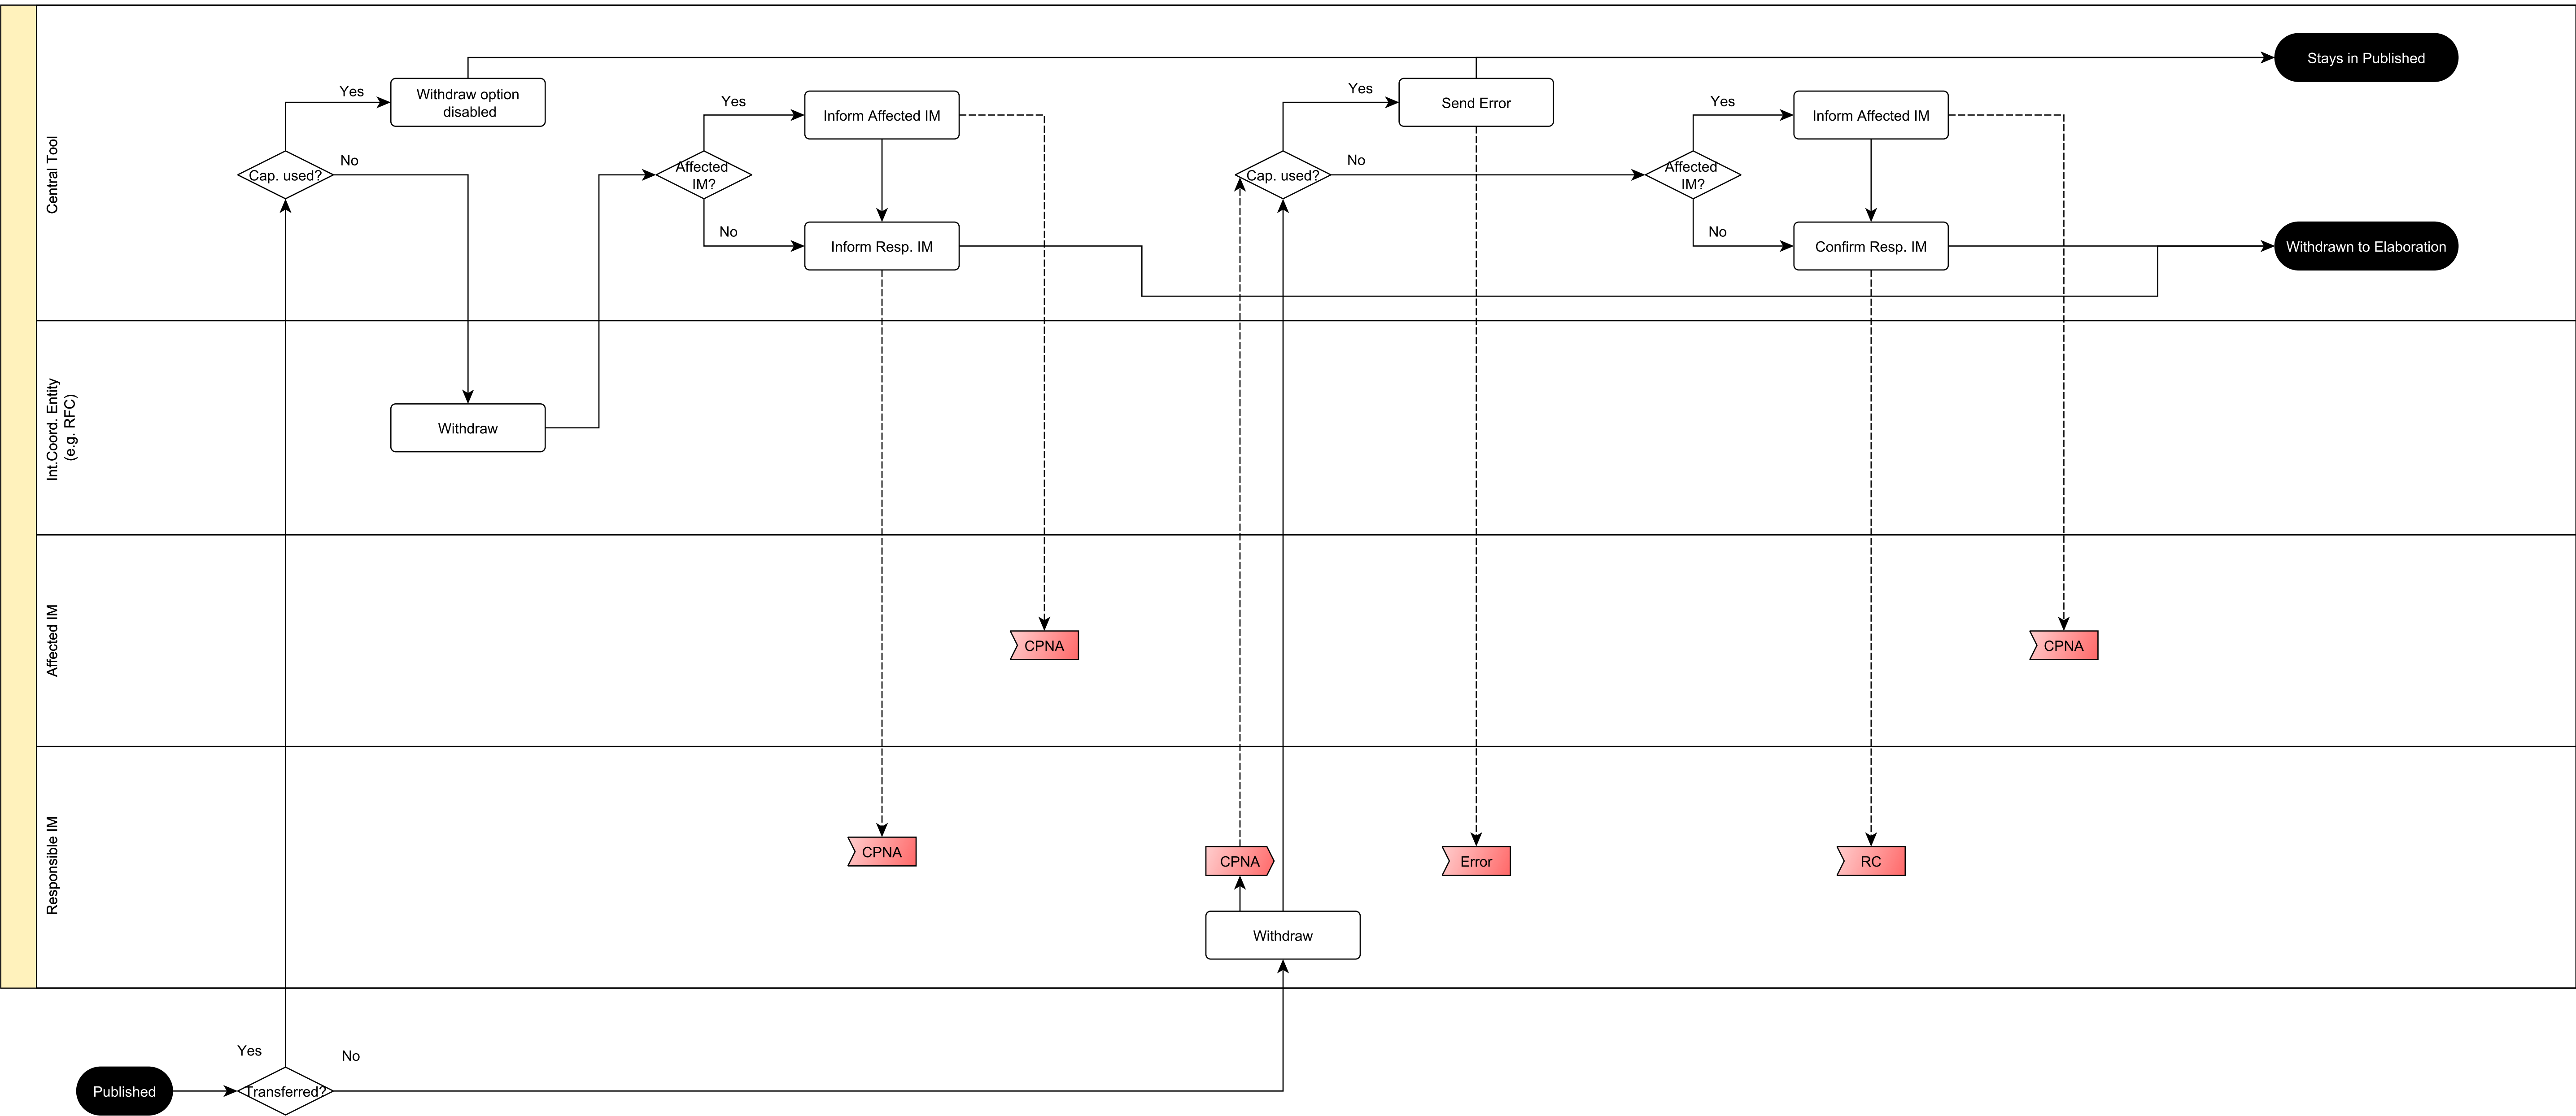 Stays in Published
Yes
Withdraw option
disabled
Yes
Inform Affected IM
Yes
Send Error
Yes
Inform Affected IM
Central Tool
No
Cap. used?
Affected
IM?
No
Cap. used?
Affected
IM?
No
Inform Resp. IM
No
Confirm Resp. IM
Withdrawn to Elaboration
Int.Coord. Entity
(e.g. RFC)
Withdraw
Affected IM
CPNA
CPNA
Responsible IM
CPNA
CPNA
Error
RC
Withdraw
Yes
No
Published
Transferred?